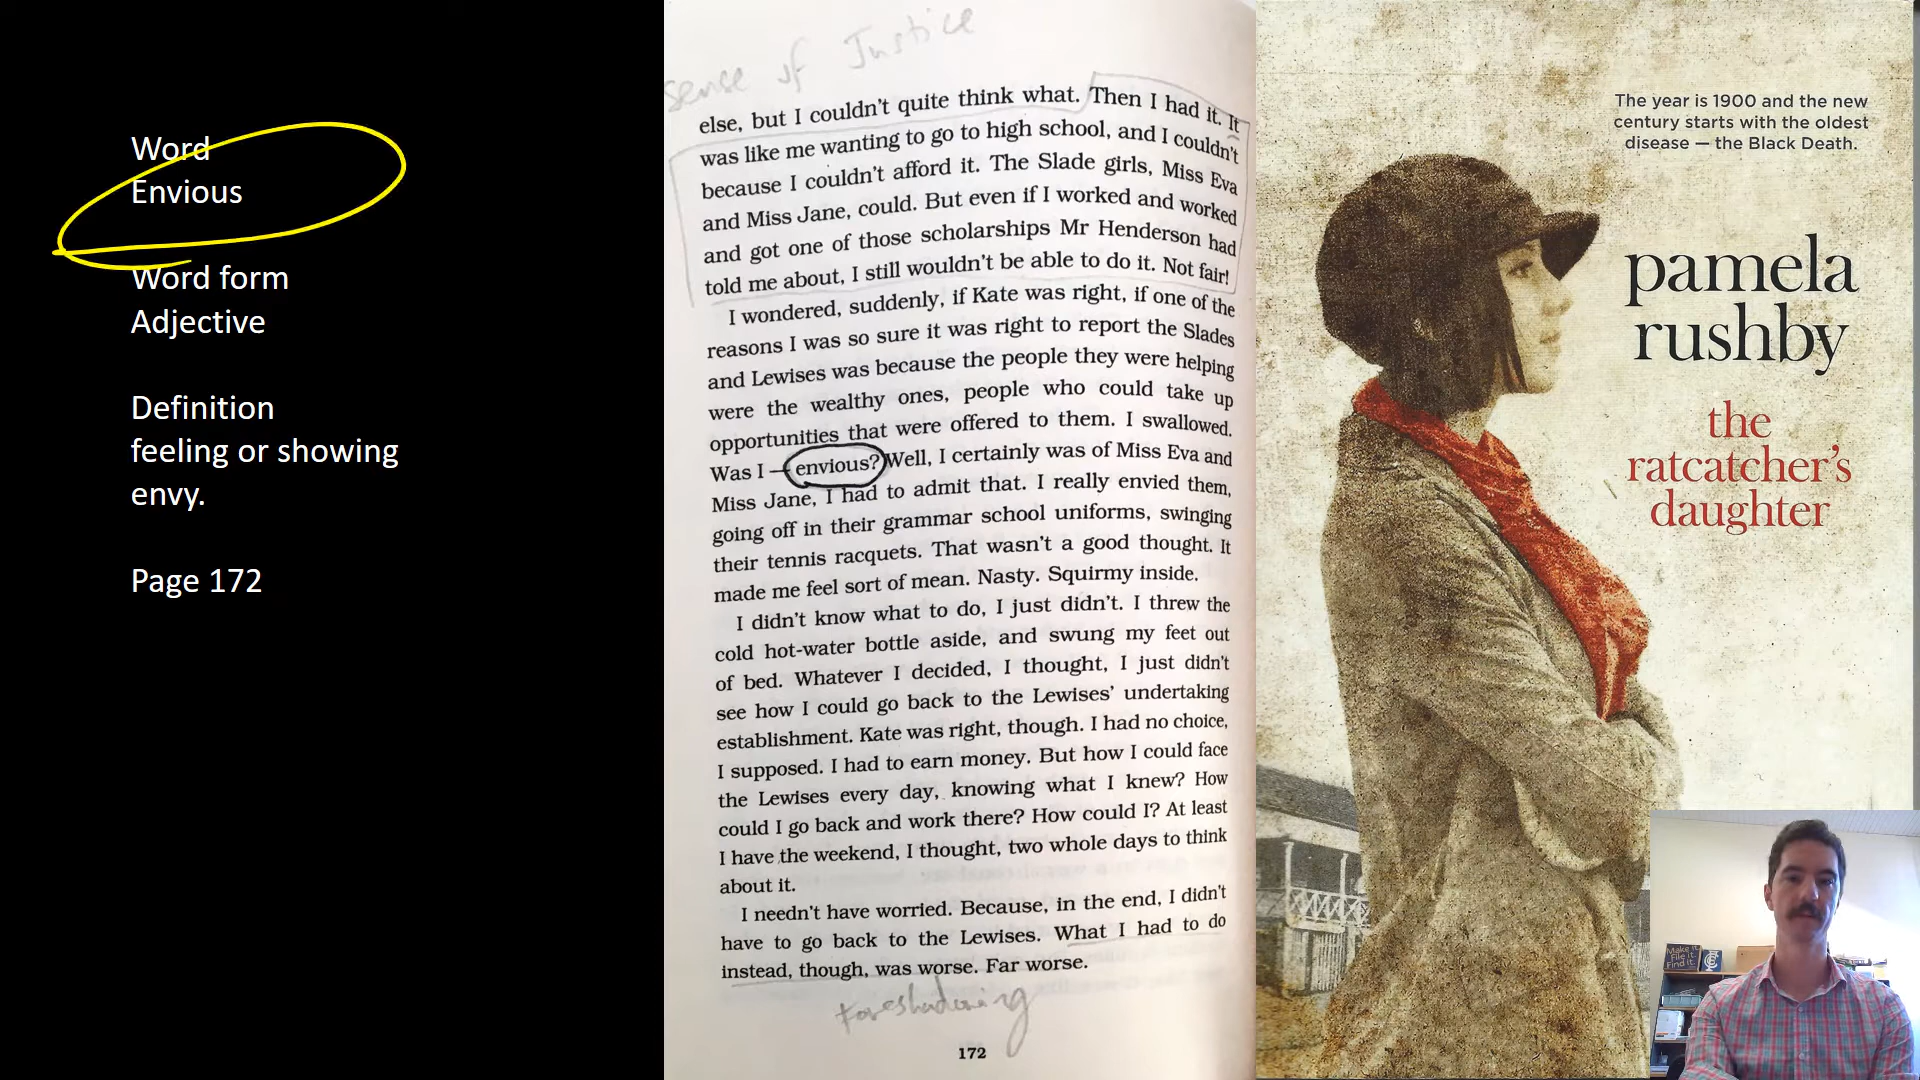 Word
Envious
Word form
Adjective
Definition
feeling or showing
envy.
Page 172
sense of Justice
else, but I couldn't quite think what. Then I had it. It
was like me wanting to go to high school, and I couldn't
because I couldn't afford it. The Slade girls, Miss Eva
and Miss Jane, could. But even if I worked and worked
and got one of those scholarships Mr Henderson had
told me about, I still wouldn't be able to do it. Not fair!
I wondered, suddenly, if Kate was right, if one of the
reasons I was so sure it was right to report the Slades
and Lewises was because the people they were helping
were the wealthy ones, people who could take up
opportunities that were offered to them. I swallowed.
Was I — envious? Well, I certainly was of Miss Eva and
Miss Jane, I had to admit that. I really envied them,
going off in their grammar school uniforms, swinging
their tennis racquets. That wasn't a good thought. It
made me feel sort of mean. Nasty. Squirmy inside.
I didn't know what to do, I just didn't. I threw the
cold hot-water bottle aside, and swung my feet out
of bed. Whatever I decided, I thought, I just didn't
see how I could go back to the Lewises' undertaking
establishment. Kate was right, though. I had no choice,
I supposed. I had to earn money. But how I could face
the Lewises every day, knowing what I knew? How
could I go back and work there? How could I? At least
I have the weekend, I thought, two whole days to think
about it.
I needn't have worried. Because, in the end, I didn't
have to go back to the Lewises. What I had to do
instead, though, was worse. Far worse.
foreshadowing
172
The year is 1900 and the new
century starts with the oldest
disease — the Black Death.
pamela
rushby
the
ratcatcher's
daughter
Make it.
File it.
Find it.